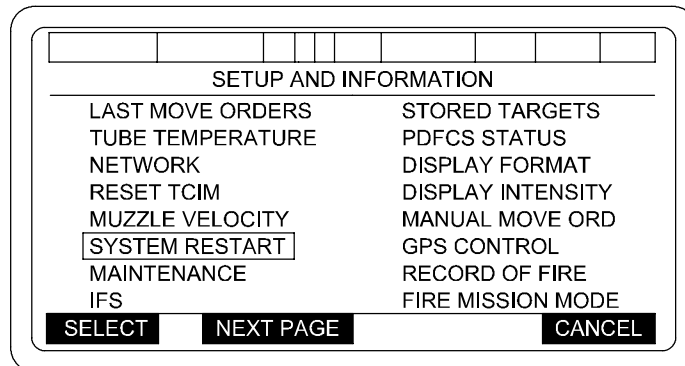 SETUP AND INFORMATION
LAST MOVE ORDERS
TUBE TEMPERATURE
NETWORK
RESET TCIM
MUZZLE VELOCITY
SYSTEM RESTART
MAINTENANCE
IFS
STORED TARGETS
PDFCS STATUS
DISPLAY FORMAT
DISPLAY INTENSITY
MANUAL MOVE ORD
GPS CONTROL
RECORD OF FIRE
FIRE MISSION MODE
SELECT NEXT PAGE CANCEL